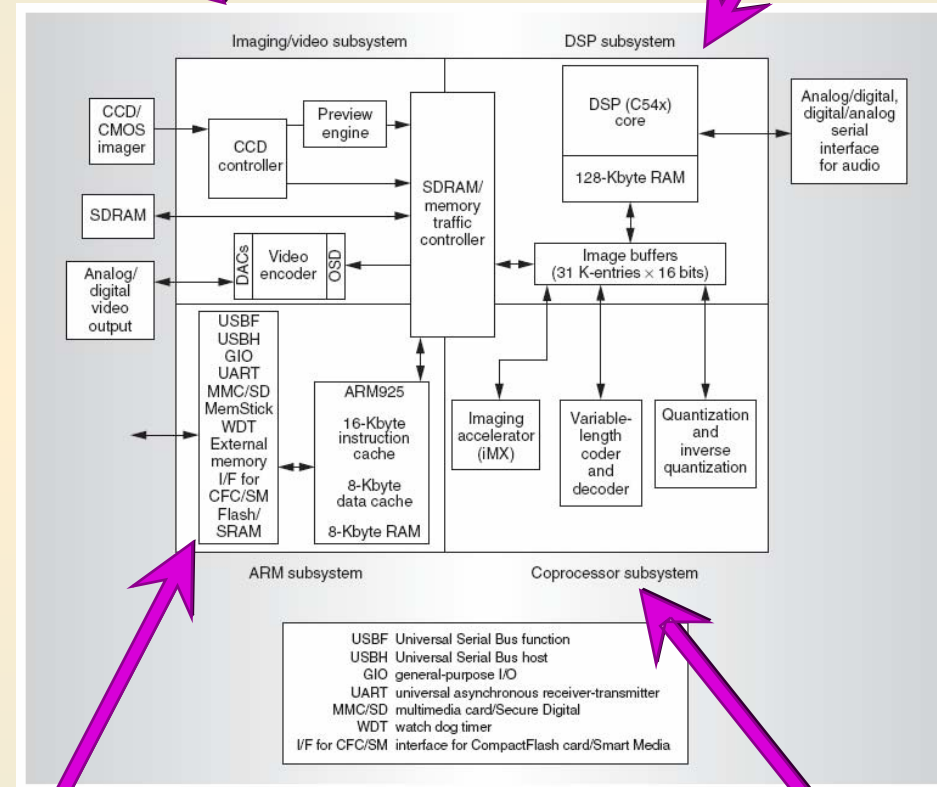 Imaging/video subsystem
DSP subsystem
CCD/
CMOS
imager
CCD
controller
Preview
engine
SDRAM
SDRAM/
memory
traffic
controller
DACs
Video
encoder
OSD
Analog/
digital
video
output
DSP (C54x)
core
128-Kbyte RAM
Analog/digital,
digital/analog
serial
interface
for audio
Image buffers
(31 K-entries × 16 bits)
USBF
USBH
GIO
UART
MMC/SD
MemStick
WDT
External
memory
I/F for
CFC/SM
Flash/
SRAM
ARM925
16-Kbyte
instruction
cache
8-Kbyte
data cache
8-Kbyte RAM
Imaging
accelerator
(iMX)
Variable-
length
coder
and
decoder
Quantization
and
inverse
quantization
ARM subsystem
Coprocessor subsystem
USBF Universal Serial Bus function
USBH Universal Serial Bus host
GIO general-purpose I/O
UART universal asynchronous receiver-transmitter
MMC/SD multimedia card/Secure Digital
WDT watch dog timer
I/F for CFC/SM interface for CompactFlash card/Smart Media